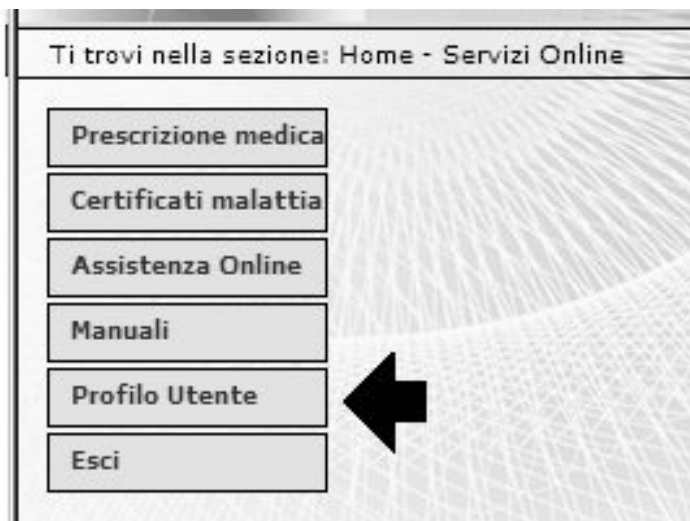 Ti trovi nella sezione: Home - Servizi Online
Prescrizione medica
Certificati malattia
Assistenza Online
Manuali
Profilo Utente
Esci